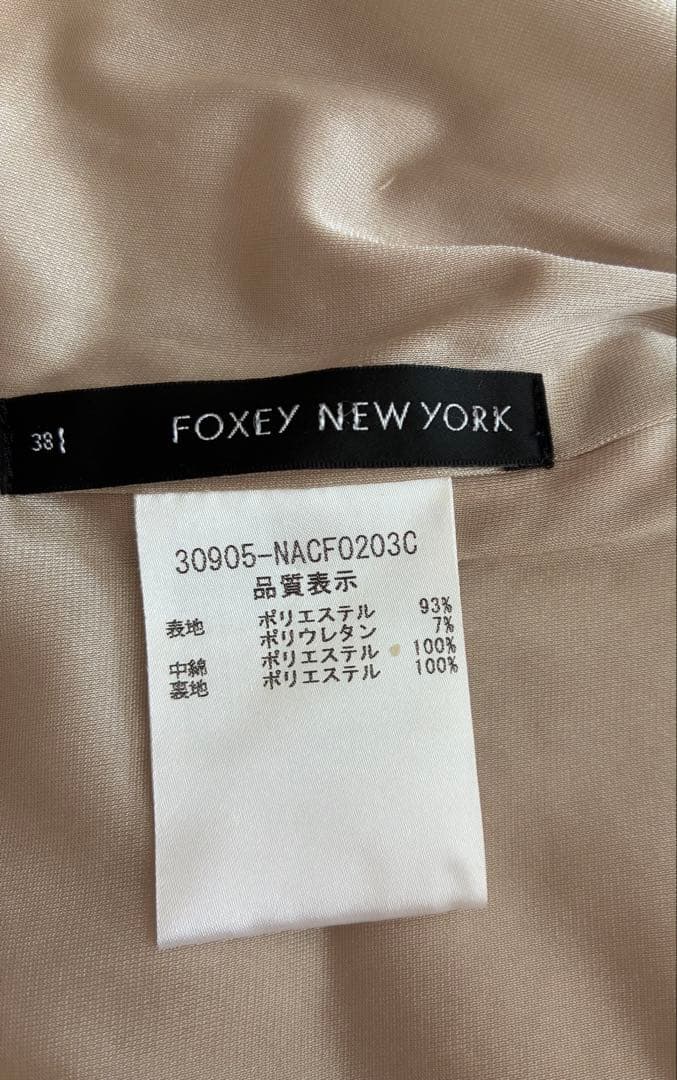 38
FOXEY NEW YORK
30905-NACF0203C
品質表示
表地 ポリエステル 93%
ポリウレタン 7%
中綿 ポリエステル 100%
裏地 ポリエステル 100%